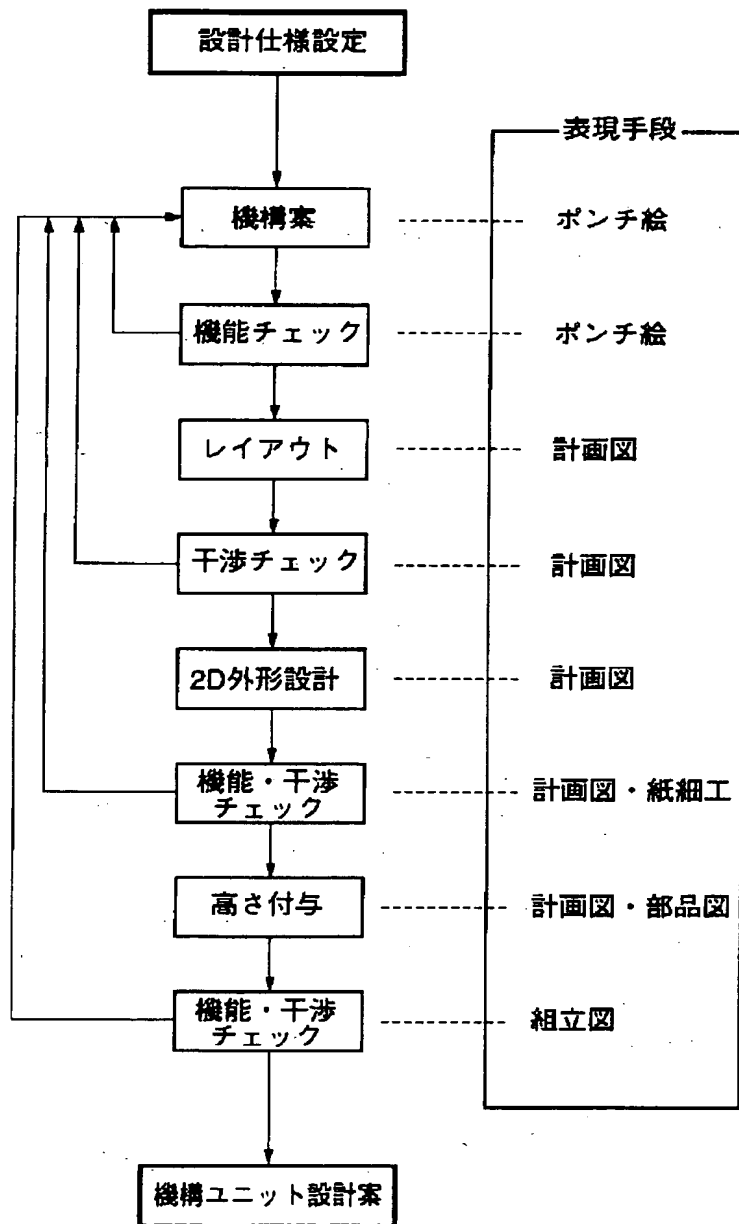 設計仕様設定
表現手段
機構案
ポンチ絵
機能チェック
ポンチ絵
レイアウト
計画図
干渉チェック
計画図
2D外形設計
計画図
機能・干渉
チェック
計画図・紙細工
高さ付与
計画図・部品図
機能・干渉
チェック
組立図
機構ユニット設計案